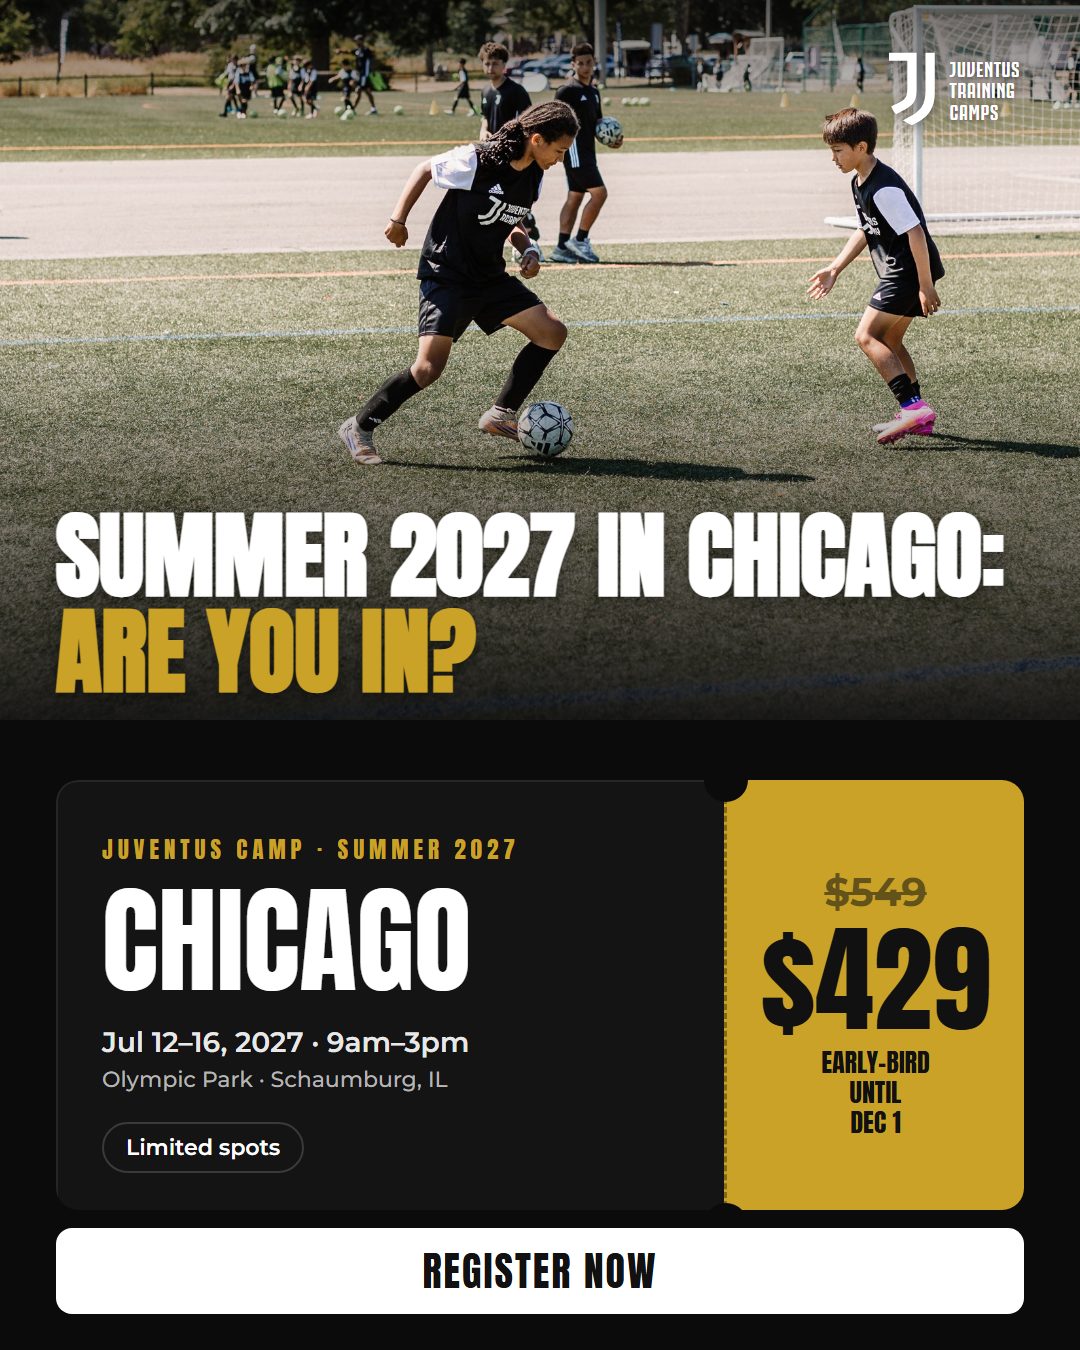 JUVENTUS
TRAINING
CAMPS
SUMMER 2027 IN CHICAGO:
ARE YOU IN?
JUVENTUS CAMP · SUMMER 2027
CHICAGO
Jul 12–16, 2027 · 9am–3pm
Olympic Park · Schaumburg, IL
Limited spots
$549
$429
EARLY-BIRD
UNTIL
DEC 1
REGISTER NOW